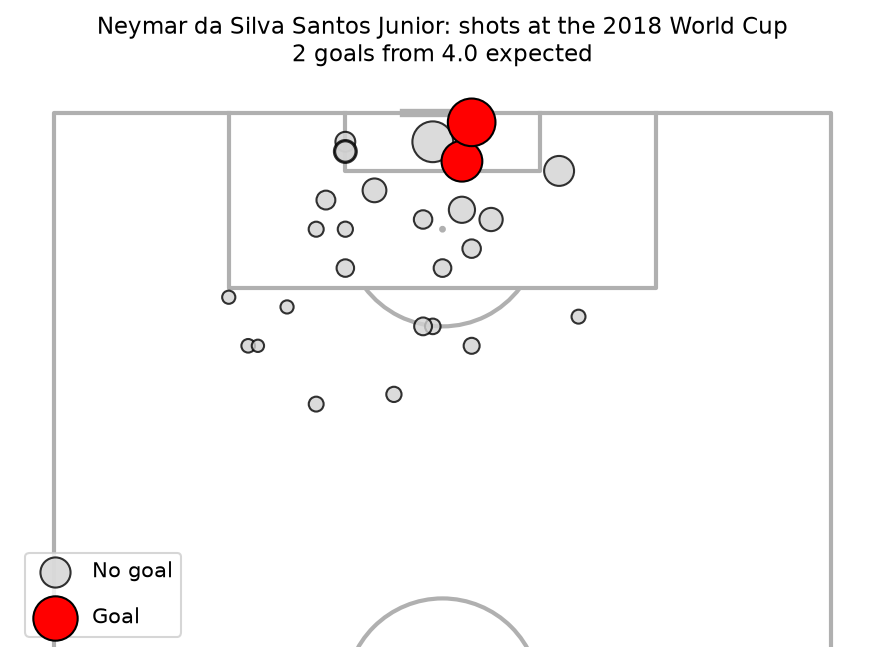 Neymar da Silva Santos Junior: shots at the 2018 World Cup
2 goals from 4.0 expected
No goal
Goal